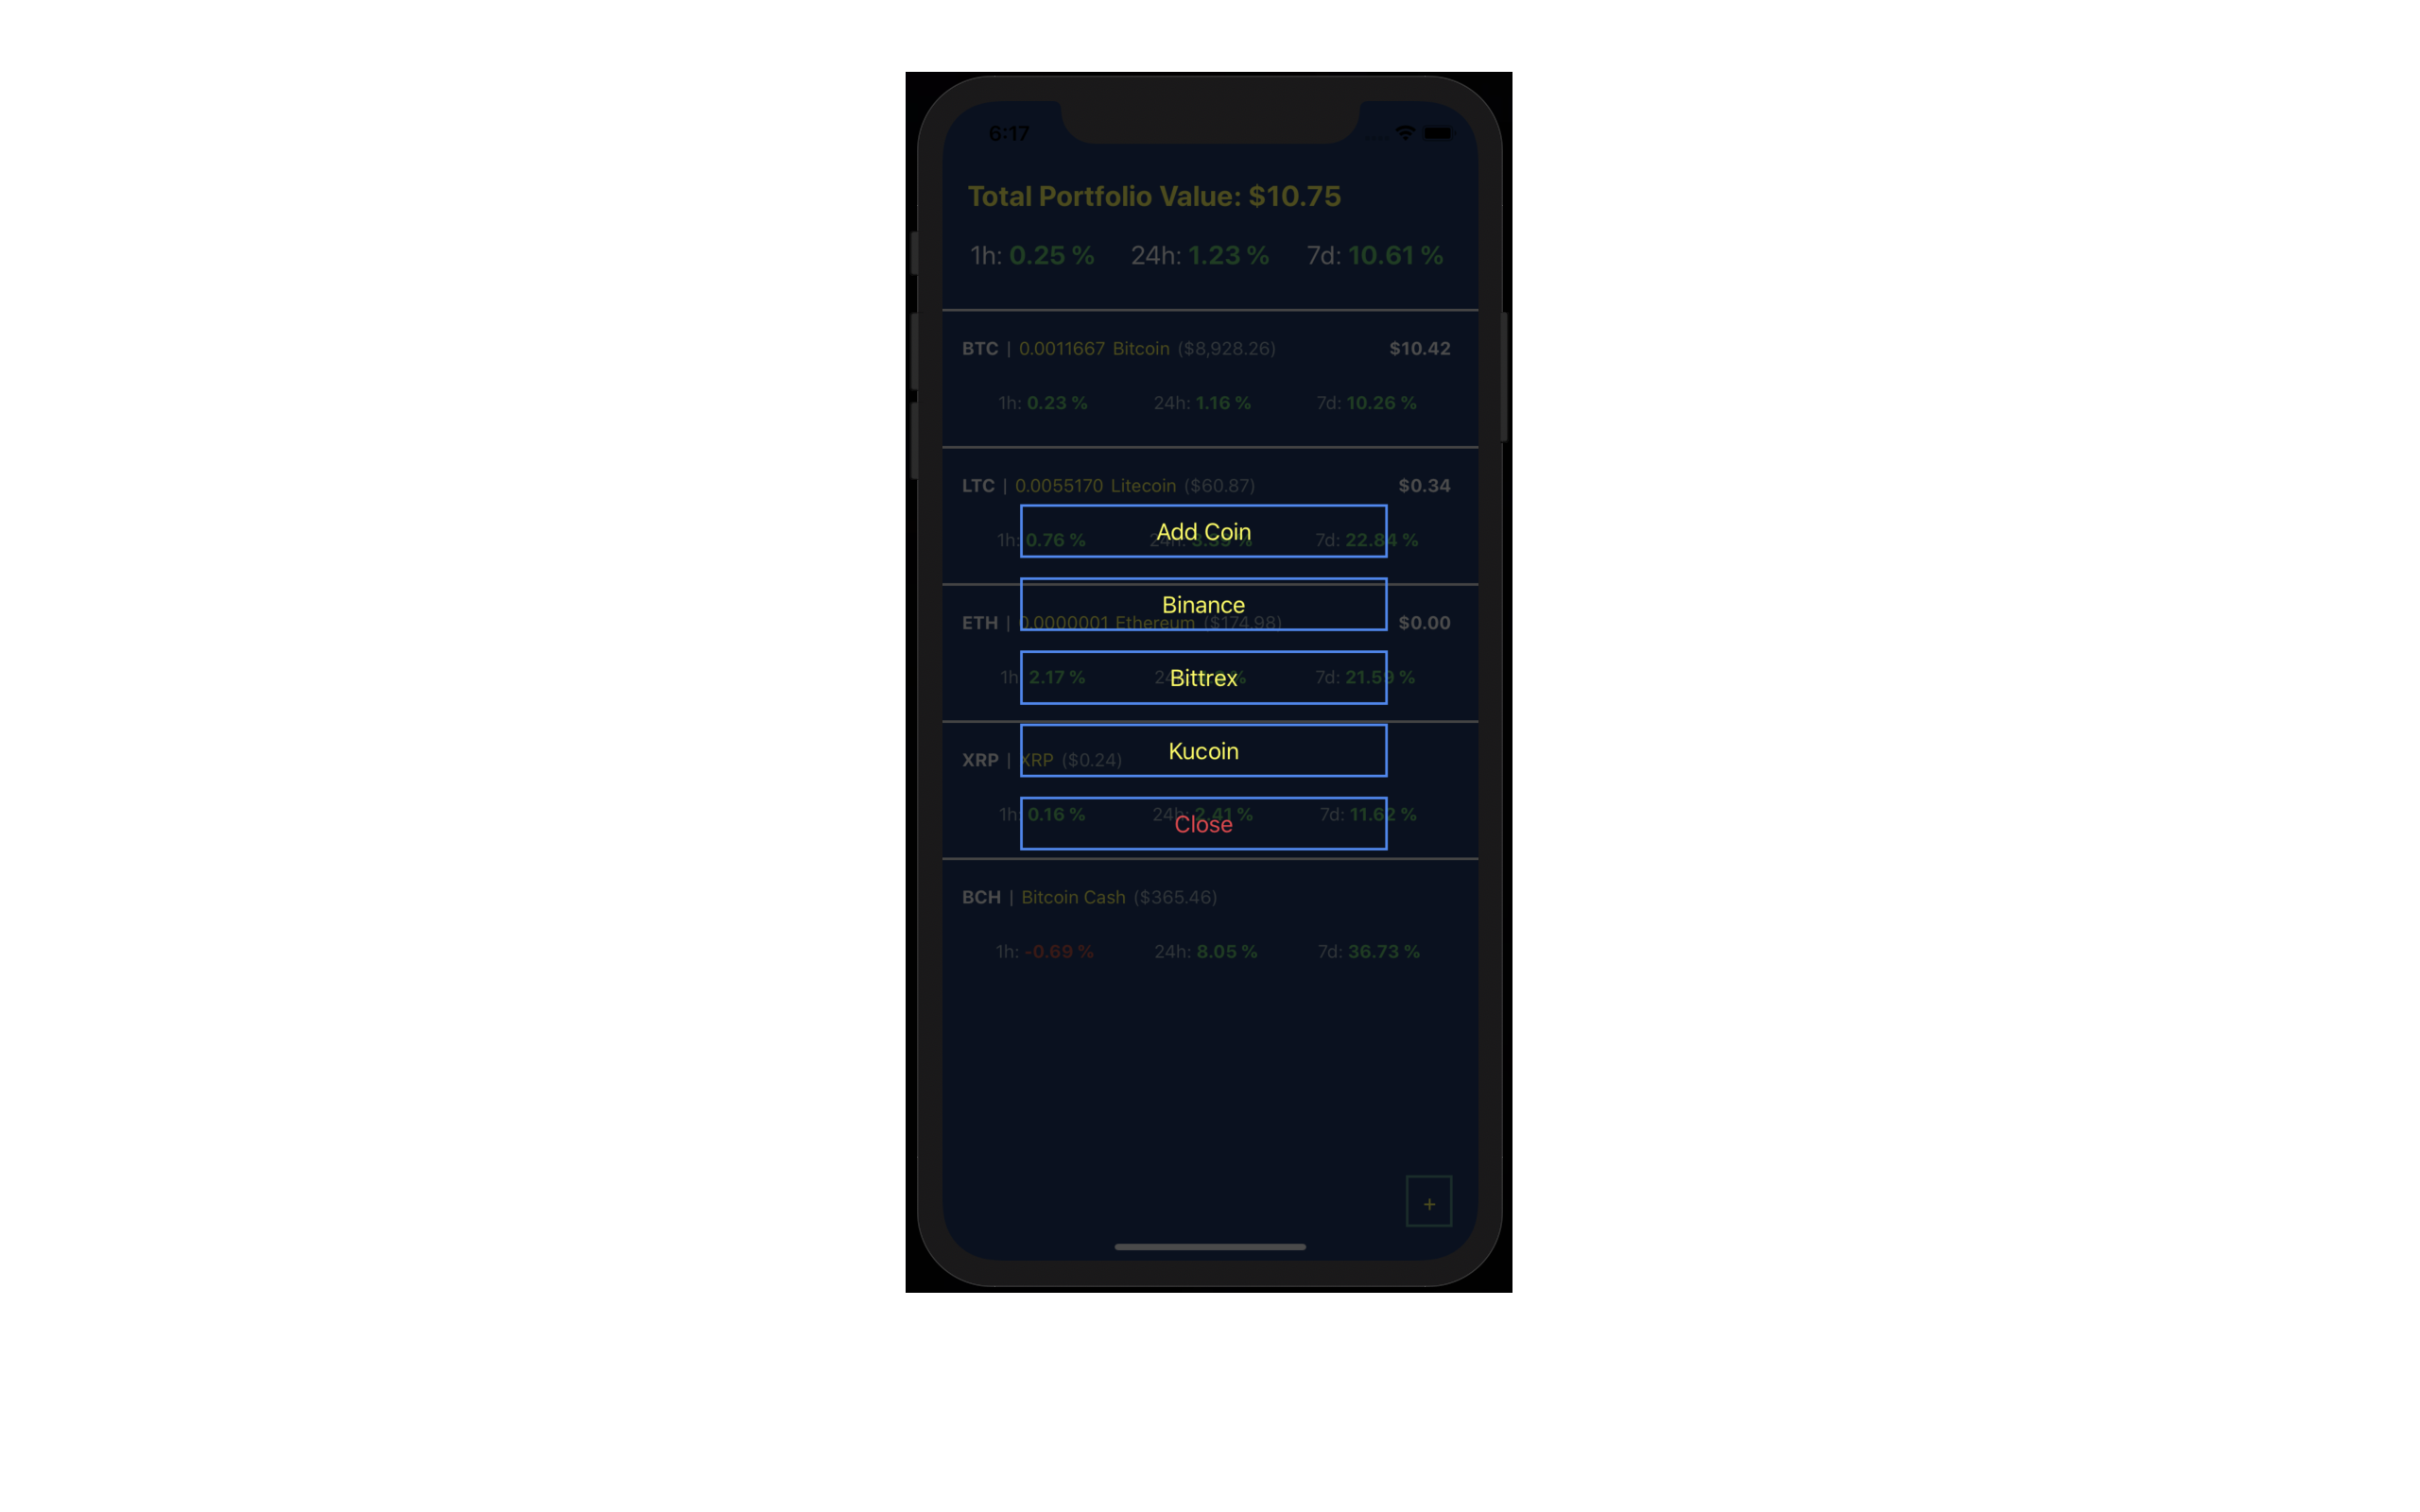 6:17
Total Portfolio Value: $10.75
1h: 0.25 % 24h: 1.23 % 7d: 10.61 %
BTC | 0.0011667 Bitcoin ($8,928.26) $10.42
1h: 0.23 % 24h: 1.16 % 7d: 10.26 %
LTC | 0.0055170 Litecoin ($60.87) $0.34
Add Coin
1h: 0.76 % 24h: % 7d: 22.84 %
Binance
ETH | 0.0000001 Ethereum ($174.98) $0.00
1h: 2.17 % % 7d: 21.59 %
Bittrex
Kucoin
XRP | XRP ($0.24)
1h: 0.16 % 24h: 2.41 % 7d: 11.62 %
Close
BCH | Bitcoin Cash ($365.46)
1h: -0.69 % 24h: 8.05 % 7d: 36.73 %
+